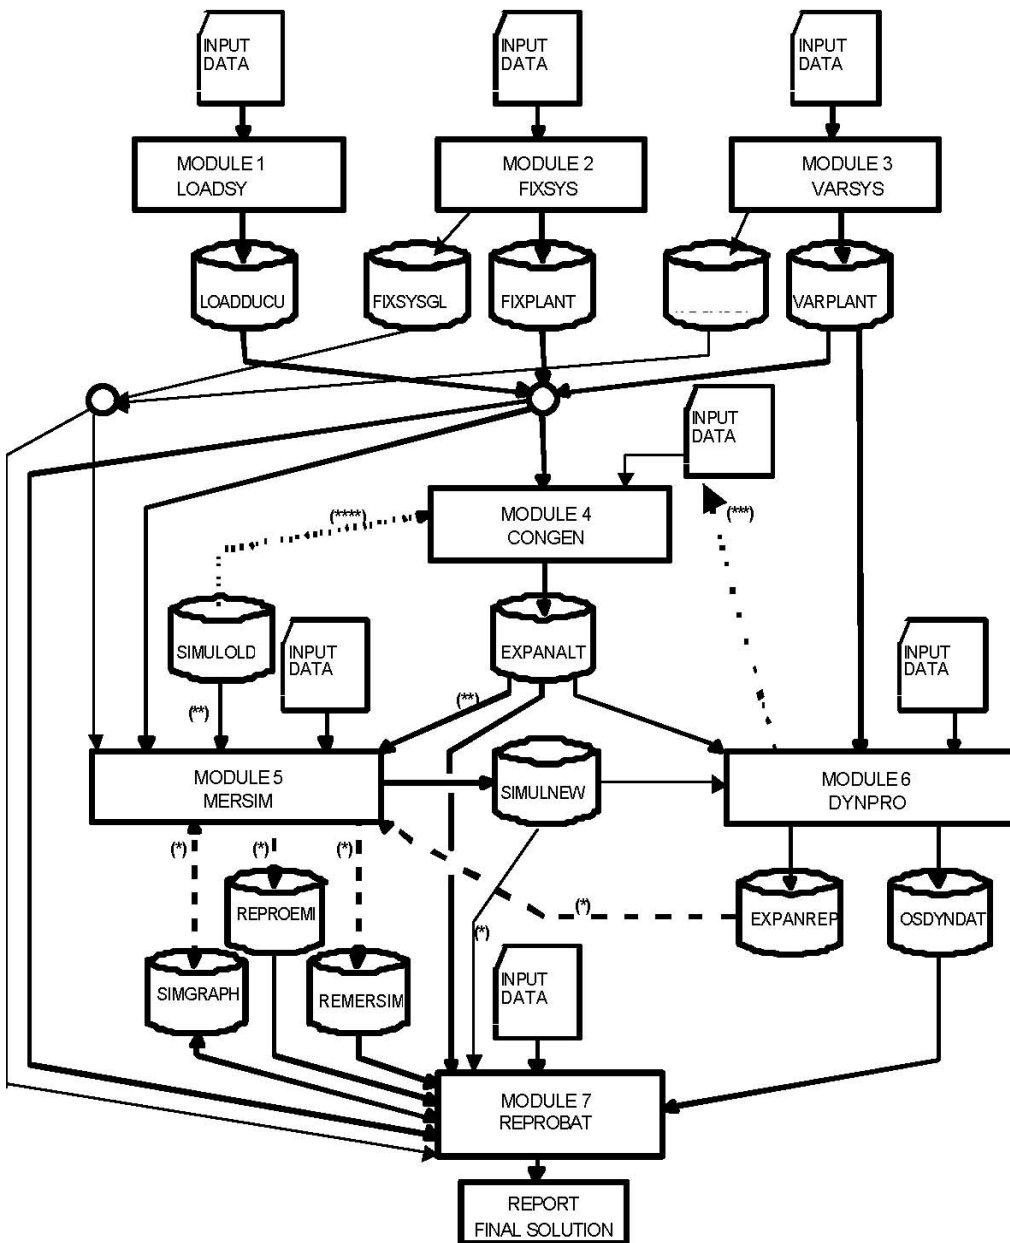 INPUT
DATA
INPUT
DATA
INPUT
DATA
MODULE 1
LOADSY
MODULE 2
FIXSYS
MODULE 3
VARSYS
LOADDUCU
FIXSYSGL
FIXPLANT
VARPLANT
INPUT
DATA
(****)
MODULE 4
CONGEN
(***)
SIMULOLD
INPUT
DATA
EXPANALT
INPUT
DATA
(**)
(**)
MODULE 5
MERSIM
SIMULNEW
MODULE 6
DYNPRO
(*)
(*)
(*)
REPROEMI
(*)
EXPANREP
OSDYNDAT
(*)
SIMGRAPH
REMERSIM
INPUT
DATA
MODULE 7
REPROBAT
REPORT
FINAL SOLUTION